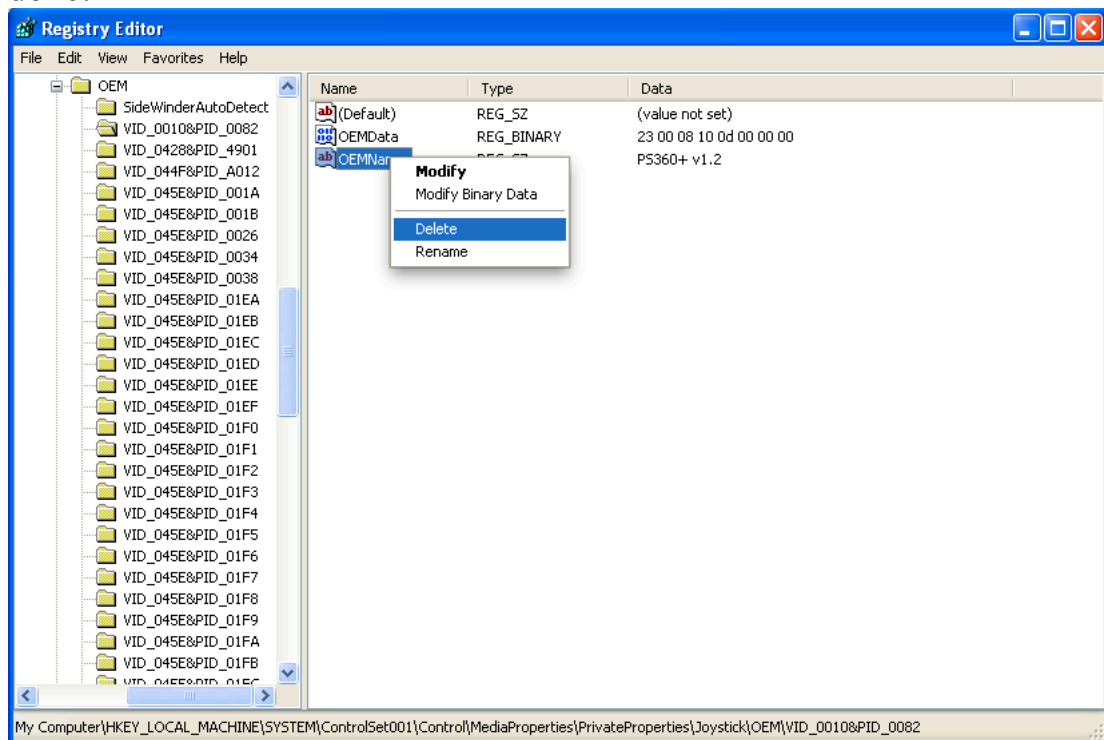 Registry Editor
File Edit View Favorites Help
OEM
SideWinderAutoDetect
VID_0010&PID_0082
VID_0428&PID_4901
VID_044F&PID_A012
VID_045E&PID_001A
VID_045E&PID_001B
VID_045E&PID_0026
VID_045E&PID_0034
VID_045E&PID_0038
VID_045E&PID_01EA
VID_045E&PID_01EB
VID_045E&PID_01EC
VID_045E&PID_01ED
VID_045E&PID_01EE
VID_045E&PID_01EF
VID_045E&PID_01F0
VID_045E&PID_01F1
VID_045E&PID_01F2
VID_045E&PID_01F3
VID_045E&PID_01F4
VID_045E&PID_01F5
VID_045E&PID_01F6
VID_045E&PID_01F7
VID_045E&PID_01F8
VID_045E&PID_01F9
VID_045E&PID_01FA
VID_045E&PID_01FB
Name Type Data
(Default) REG_SZ (value not set)
OEMData REG_BINARY 23 00 08 10 0d 00 00 00
OEMNa PS360+ v1.2
Modify
Modify Binary Data
Delete
Rename
My Computer\HKEY_LOCAL_MACHINE\SYSTEM\ControlSet001\Control\MediaProperties\PrivateProperties\Joystick\OEM\VID_0010&PID_0082